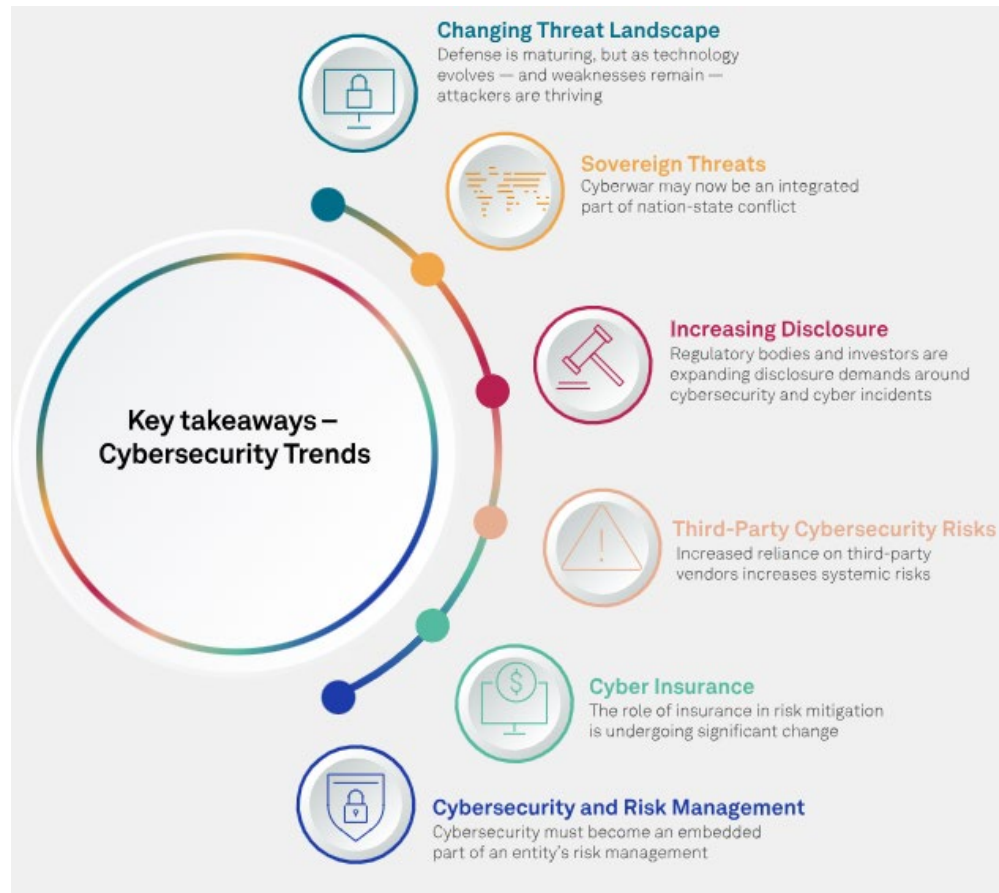 Changing Threat Landscape
Defense is maturing, but as technology
evolves — and weaknesses remain —
attackers are thriving
Sovereign Threats
Cyberwar may now be an integrated
part of nation-state conflict
Increasing Disclosure
Regulatory bodies and investors are
expanding disclosure demands around
cybersecurity and cyber incidents
Key takeaways –
Cybersecurity Trends
Third-Party Cybersecurity Risks
Increased reliance on third-party
vendors increases systemic risks
$
Cyber Insurance
The role of insurance in risk mitigation
is undergoing significant change
Cybersecurity and Risk Management
Cybersecurity must become an embedded
part of an entity's risk management